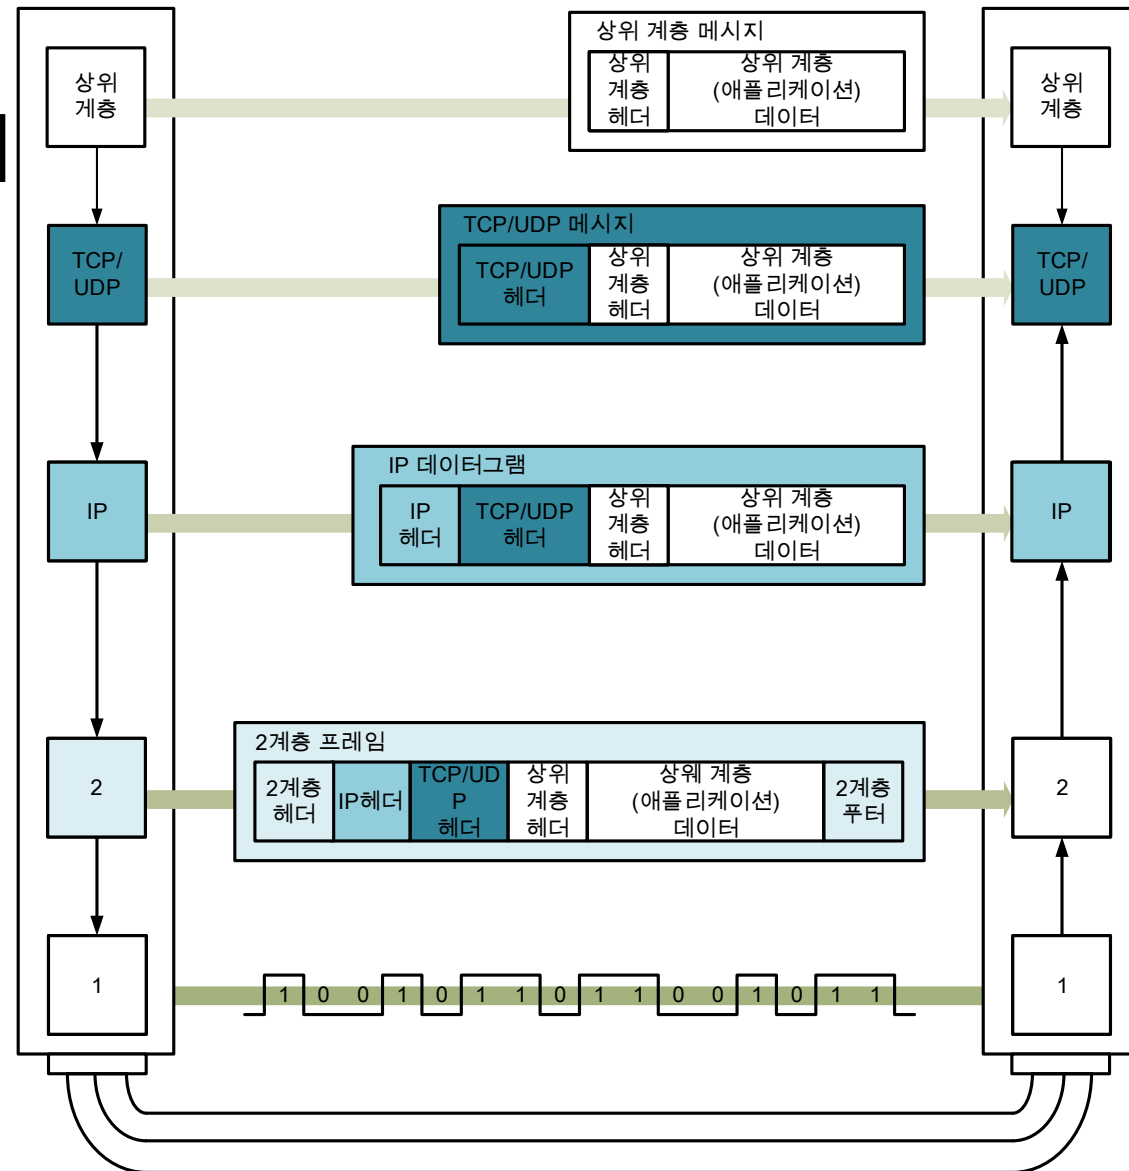 상위 계층 메시지
상위
게층
상위
계층
헤더
상위 계층
(애플리케이션)
데이터
상위
계층
TCP/UDP 메시지
TCP/
UDP
TCP/UDP
헤더
상위
계층
헤더
상위 계층
(애플리케이션)
데이터
TCP/
UDP
IP 데이터그램
IP
IP
헤더
TCP/UDP
헤더
상위
계층
헤더
상위 계층
(애플리케이션)
데이터
IP
2계층 프레임
2
2계층
헤더
IP헤더
TCP/UD
P
헤더
상위
계층
헤더
상웨 계층
(애플리케이션)
데이터
2계층
푸터
2
1
1 0 0 1 0 1 1 0 1 1 0 0 1 0 1 1
1